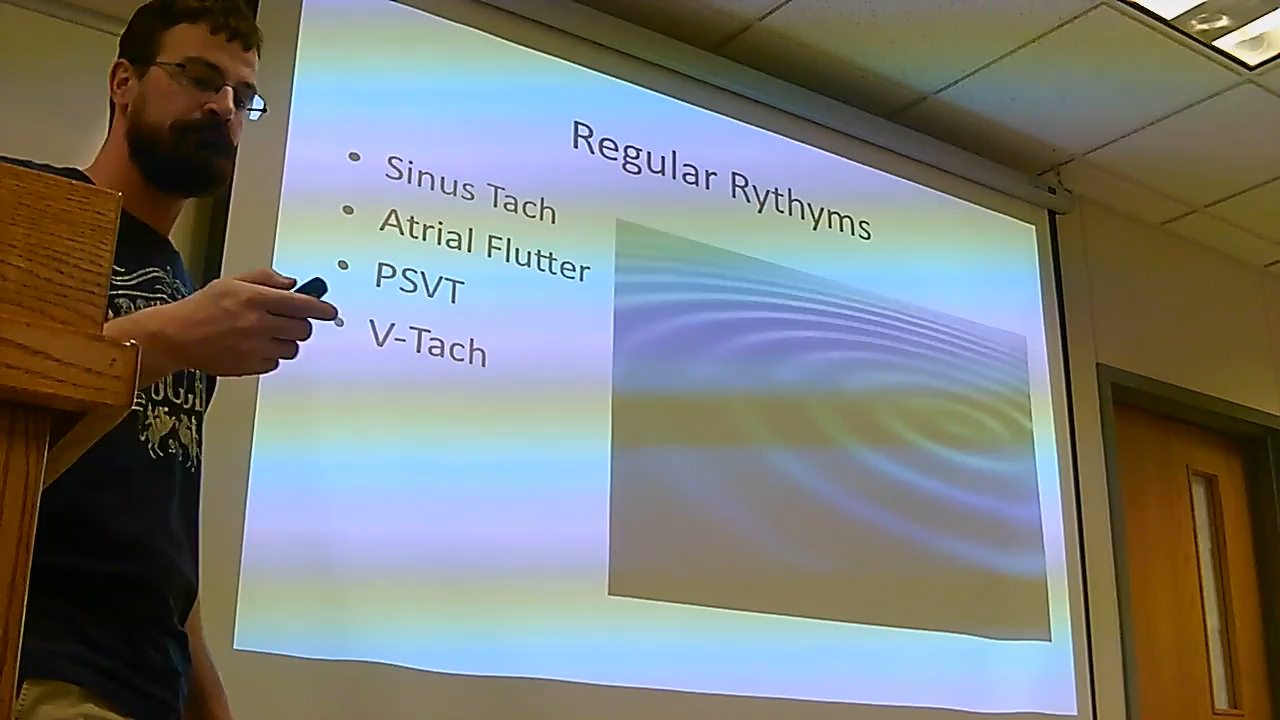 Regular Rythyms
• Sinus Tach
• Atrial Flutter
• PSVT
• V-Tach